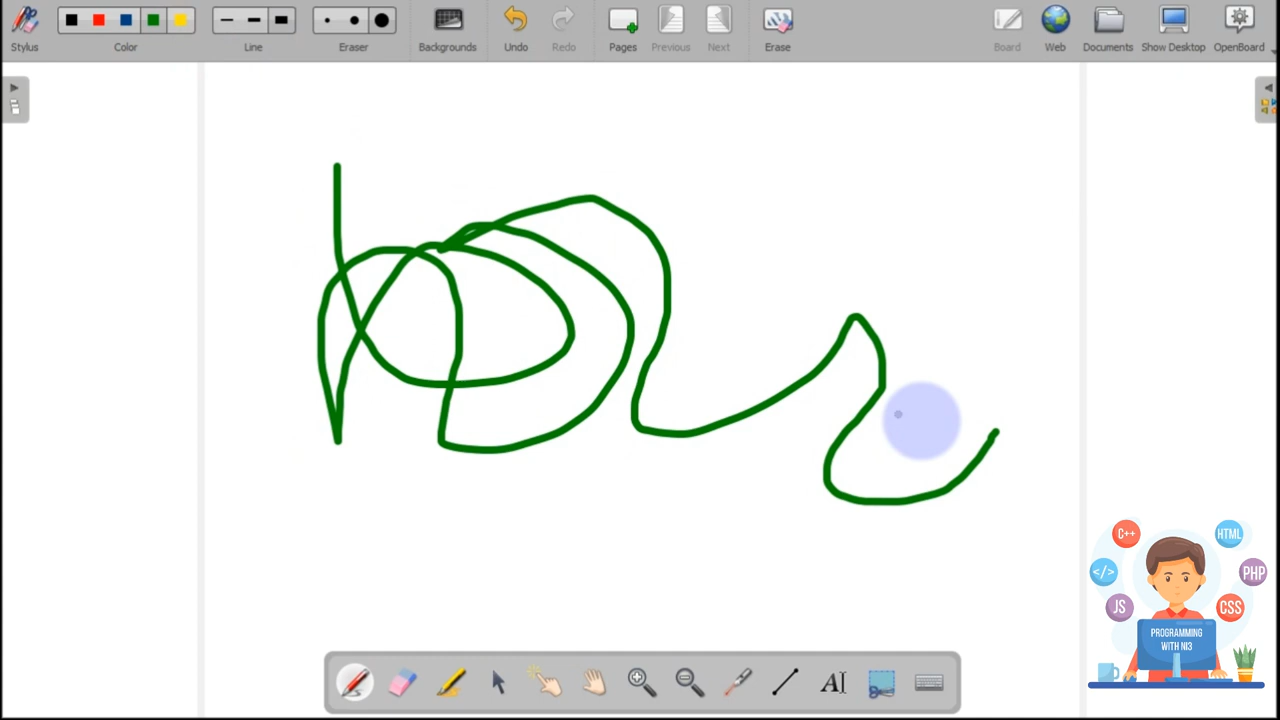 Stylus Color Line Eraser Backgrounds Undo Redo Pages Previous Next Erase Board Web Documents Show Desktop OpenBoard
AI
C++ HTML
</> PHP
JS CSS
PROGRAMMING
WITH NI3